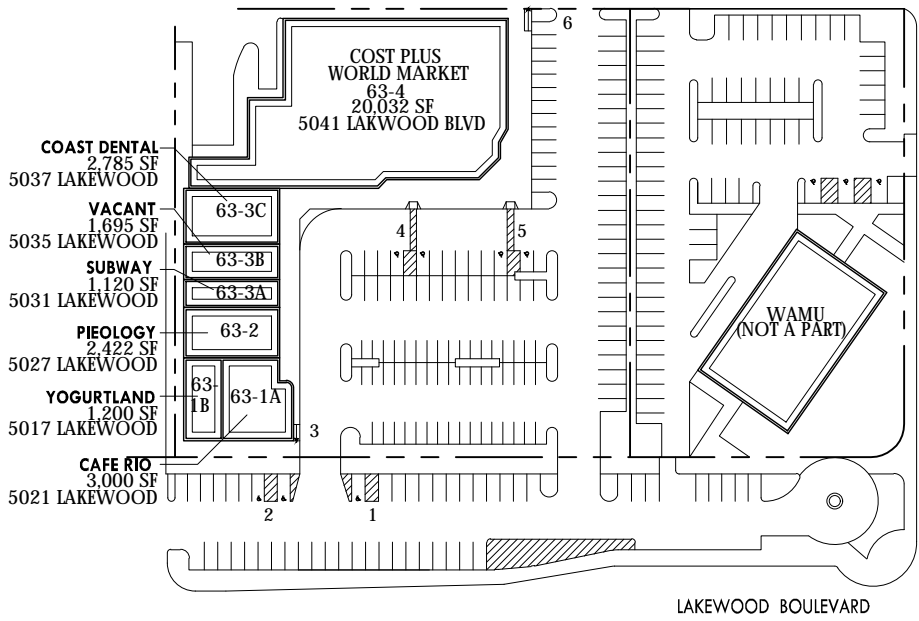 6
COST PLUS
WORLD MARKET
63-4
20,032 SF
5041 LAKWOOD BLVD
COAST DENTAL
2,785 SF
5037 LAKEWOOD
63-3C
VACANT
1,695 SF
5035 LAKEWOOD
63-3B
4
5
SUBWAY
1,120 SF
5031 LAKEWOOD
63-3A
PIEOLOGY
2,422 SF
5027 LAKEWOOD
63-2
WAMU
(NOT A PART)
YOGURTLAND
1,200 SF
5017 LAKEWOOD
63-
1B
63-1A
3
CAFE RIO
3,000 SF
5021 LAKEWOOD
2
1
LAKEWOOD BOULEVARD